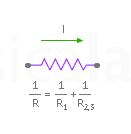 I
1/R = 1/R₁ + 1/R₂,₃